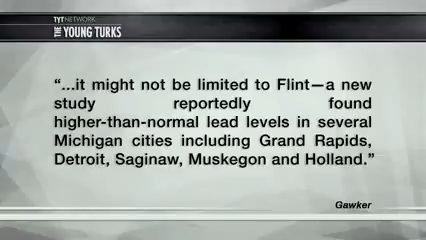 TYT NETWORK
THE YOUNG TURKS
“...it might not be limited to Flint—a new
study reportedly found
higher-than-normal lead levels in several
Michigan cities including Grand Rapids,
Detroit, Saginaw, Muskegon and Holland.”
Gawker